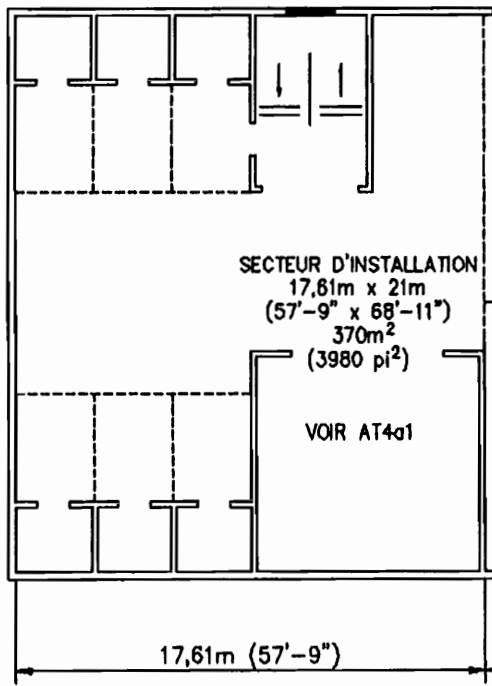 SECTEUR D'INSTALLATION
17,61m x 21m
(57'-9" x 68'-11")
370m²
(3980 pi²)
VOIR AT4a1
17,61m (57'-9")